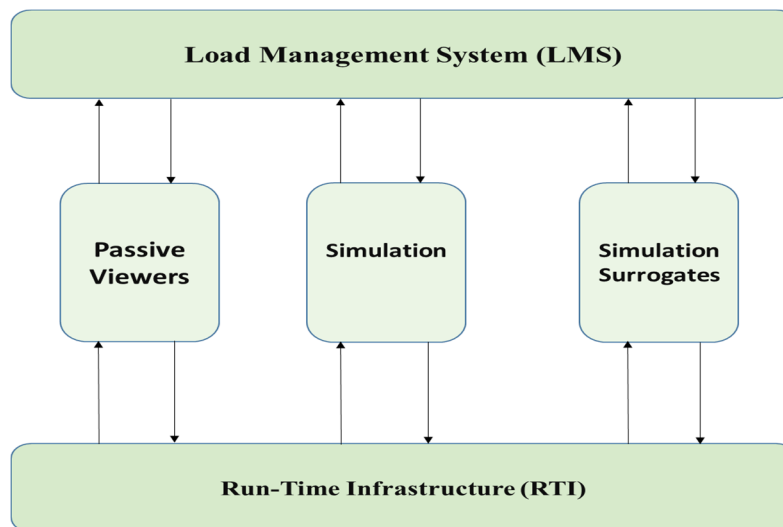 Load Management System (LMS)
Passive
Viewers
Simulation
Simulation
Surrogates
Run-Time Infrastructure (RTI)